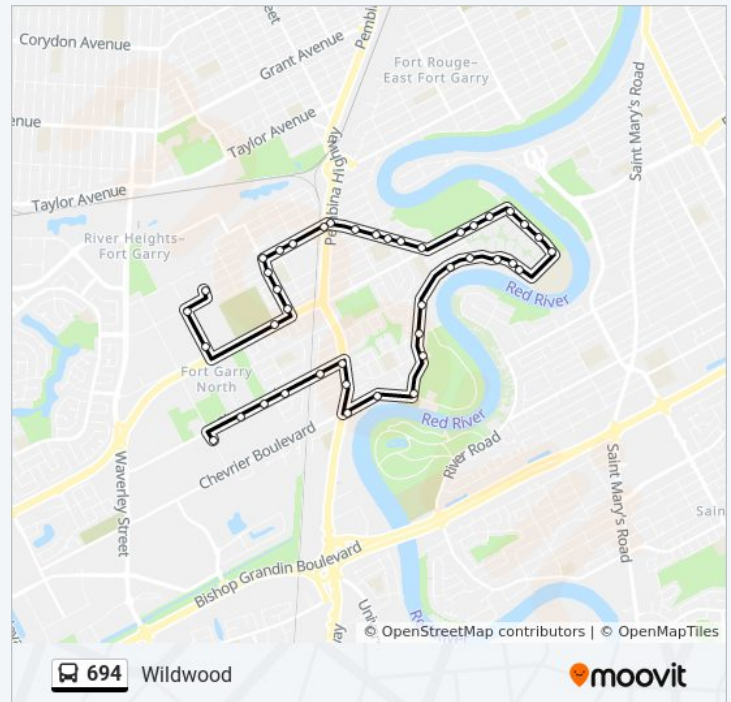 Corydon Avenue
Grant Avenue
Pembi
Fort Rouge–
East Fort Garry
Taylor Avenue
Saint Mary's Road
enue
Pembina Highway
Taylor Avenue
River Heights–
Fort Garry
Red River
Fort Garry
North
Red River
Chevrier Boulevard
River Road
Waverley Street
Saint Mary's Road
Sain
Bishop Grandin Boulevard
Uni
Re
© OpenStreetMap contributors | © OpenMapTiles
694 Wildwood
moovit